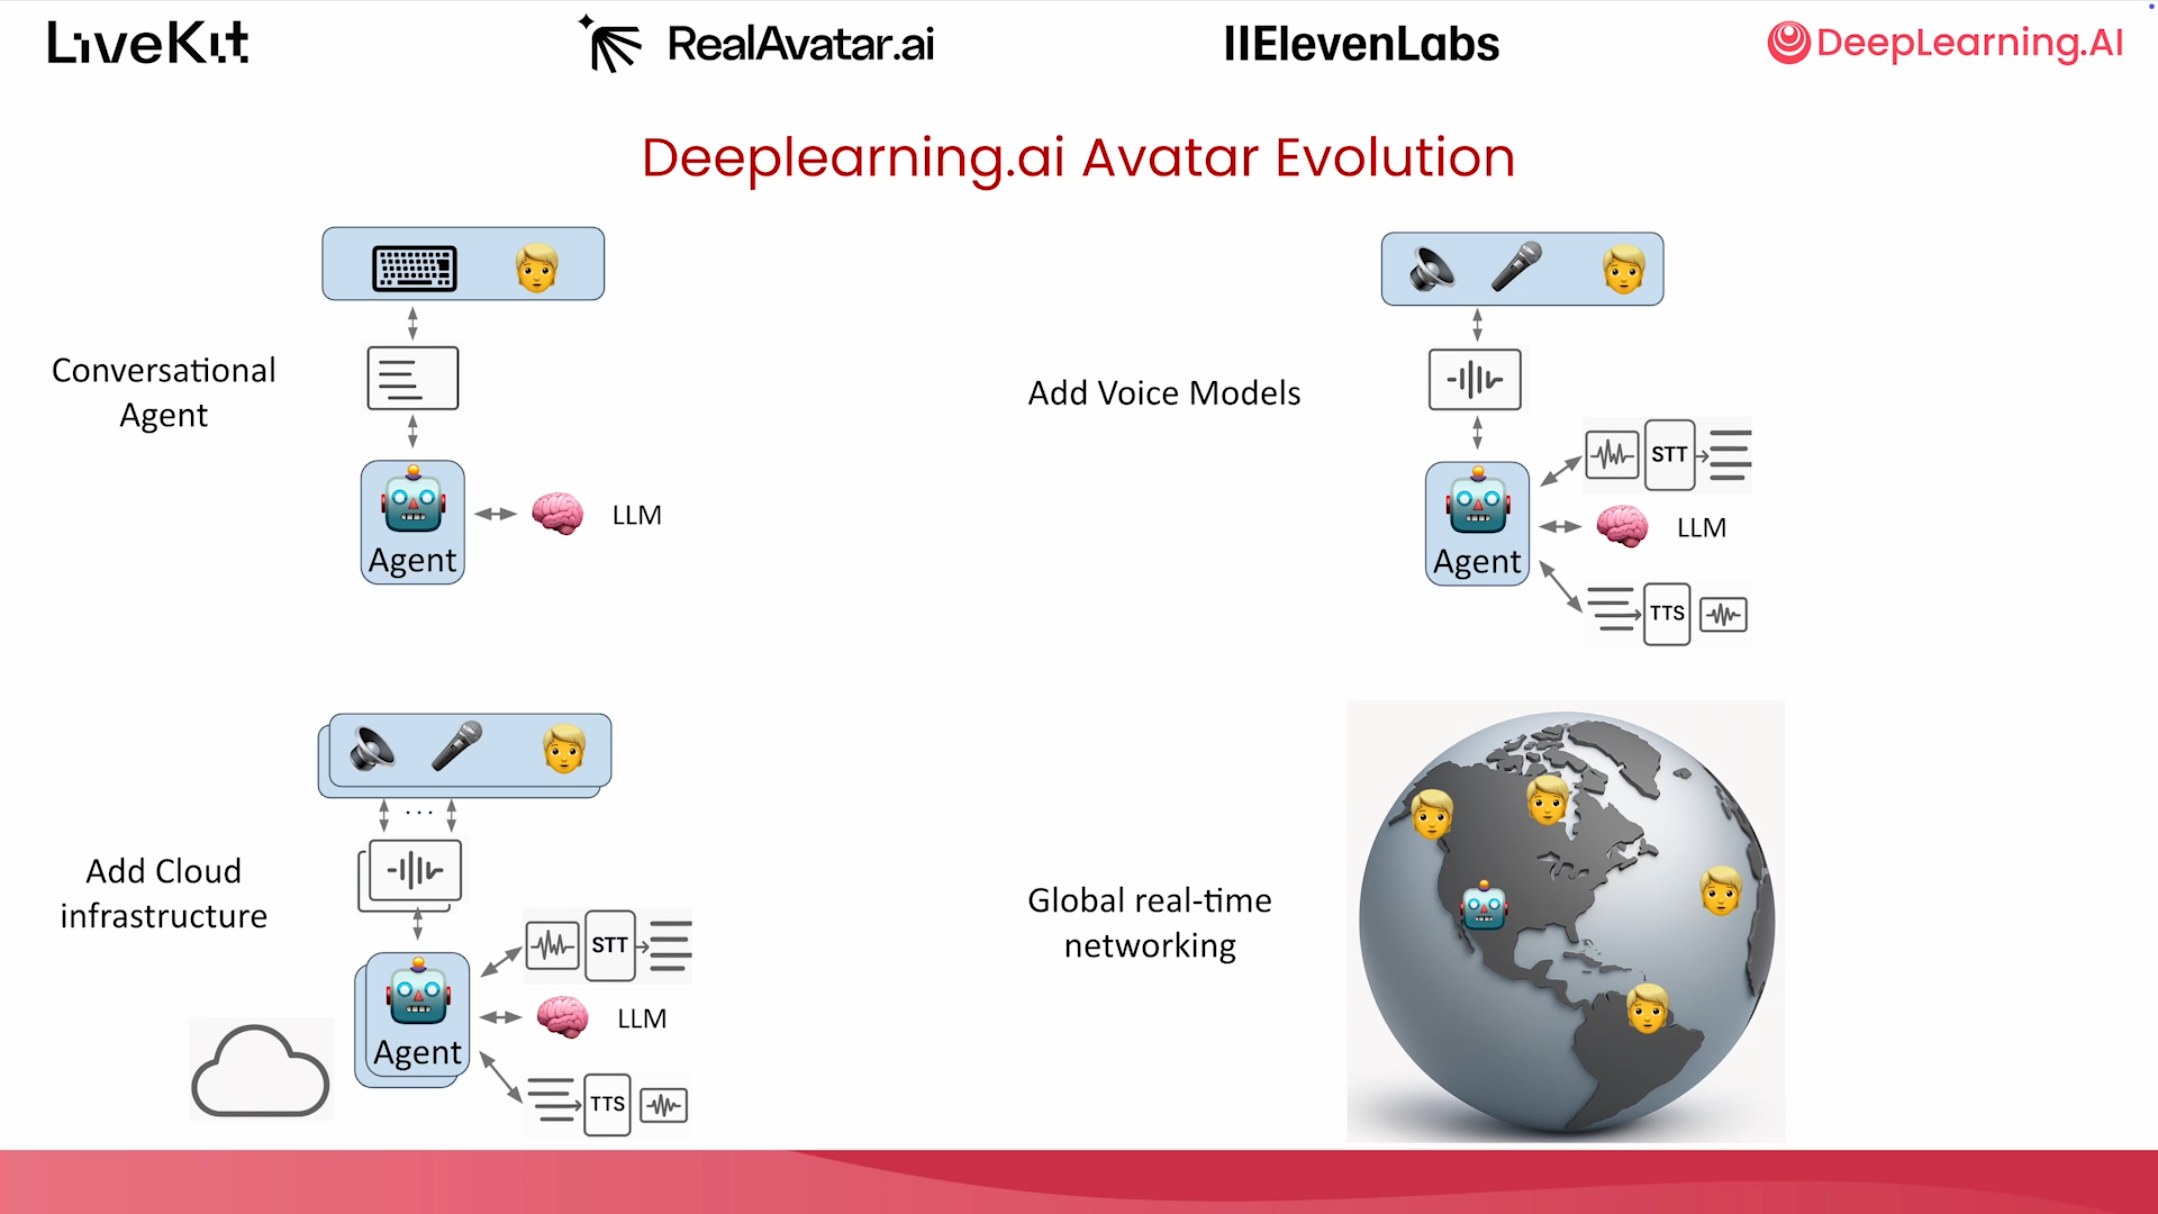 LiveKit
RealAvatar.ai
IIElevenLabs
DeepLearning.AI
Deeplearning.ai Avatar Evolution
Conversational
Agent
Agent
LLM
Add Voice Models
STT
Agent
LLM
TTS
Add Cloud
infrastructure
STT
Agent
LLM
TTS
Global real-time
networking